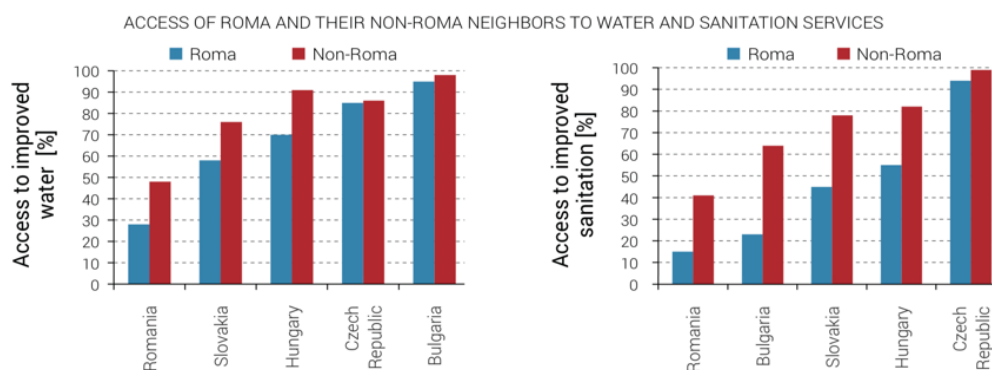 ACCESS OF ROMA AND THEIR NON-ROMA NEIGHBORS TO WATER AND SANITATION SERVICES
Roma Non-Roma
Access to improved
water [%]
100
90
80
70
60
50
40
30
20
10
0
Romania
Slovakia
Hungary
Czech
Republic
Bulgaria
Roma Non-Roma
Access to improved
sanitation [%]
100
90
80
70
60
50
40
30
20
10
0
Romania
Bulgaria
Slovakia
Hungary
Czech
Republic